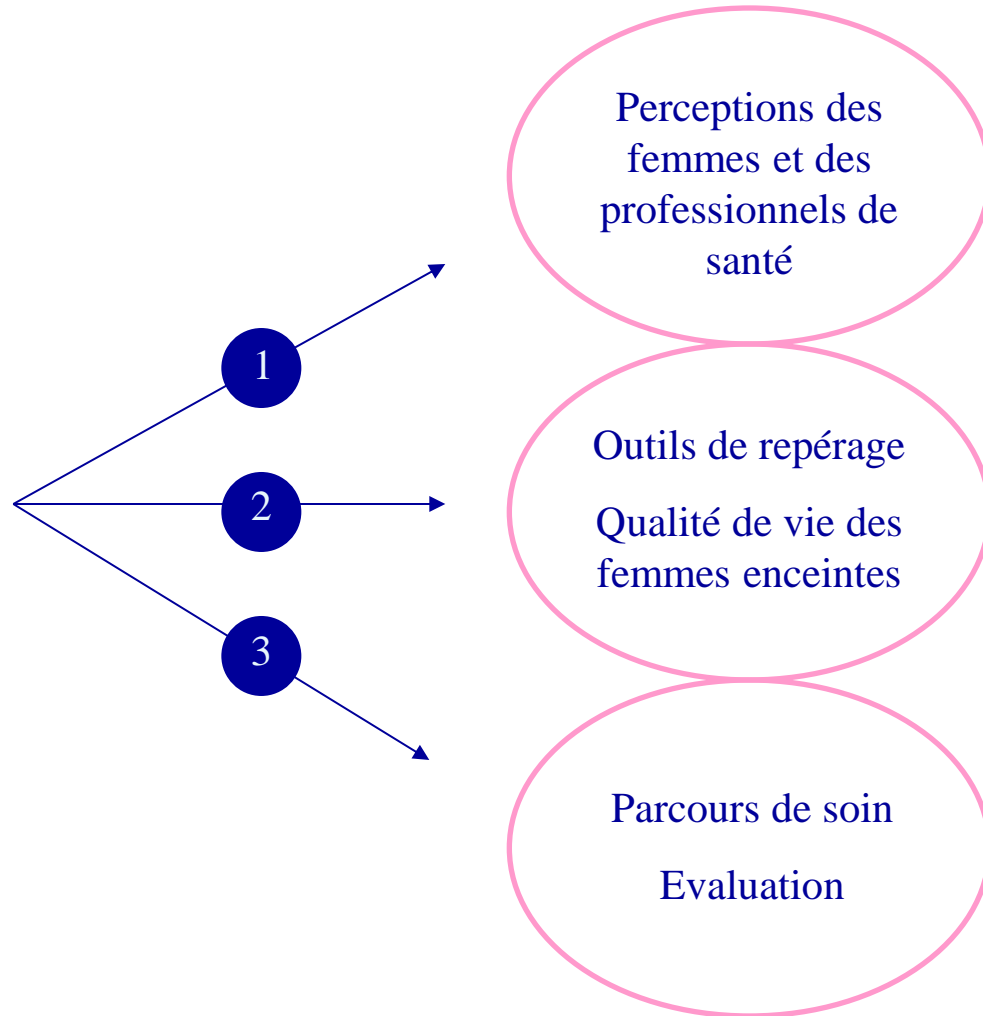 Perceptions des
femmes et des
professionnels de
santé
1
Outils de repérage
2
Qualité de vie des
femmes enceintes
3
Parcours de soin
Evaluation